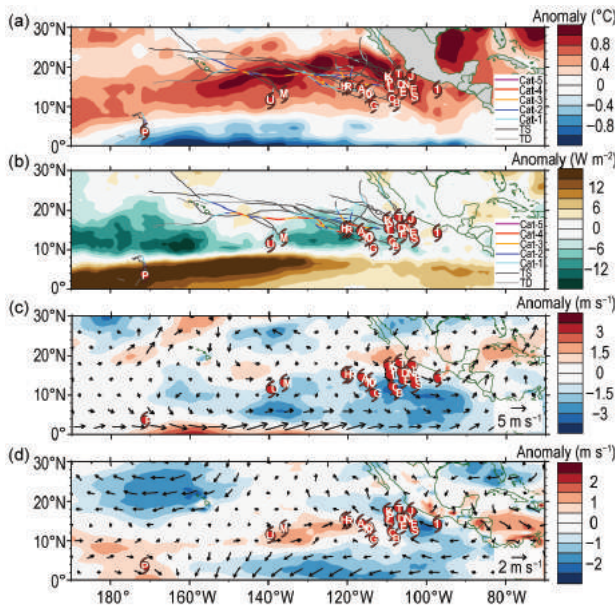 (a)
Anomaly (°C)
30°N
20°N
10°N
0°
Cat-5
Cat-4
Cat-3
Cat-2
Cat-1
TS
TD
0.8
0.4
0
−0.4
−0.8
(b)
Anomaly (W m⁻²)
30°N
20°N
10°N
0°
Cat-5
Cat-4
Cat-3
Cat-2
Cat-1
TS
TD
12
6
0
−6
−12
(c)
Anomaly (m s⁻¹)
30°N
20°N
10°N
0°
5 m s⁻¹
3
1.5
0
−1.5
−3
(d)
Anomaly (m s⁻¹)
30°N
20°N
10°N
0°
2 m s⁻¹
2
1
0
−1
−2
180°
160°W
140°W
120°W
100°W
80°W